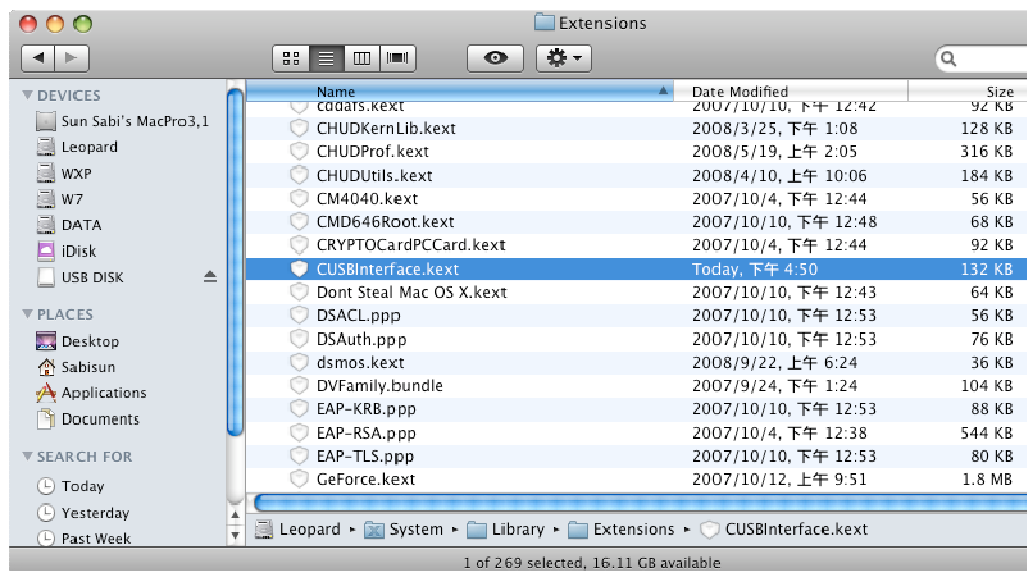 Extensions
DEVICES
Sun Sabi's MacPro3,1
Leopard
WXP
W7
DATA
iDisk
USB DISK
PLACES
Desktop
Sabisun
Applications
Documents
SEARCH FOR
Today
Yesterday
Past Week
Name Date Modified Size
cddafs.kext 2007/10/10, 下午 12:42 92 KB
CHUDKernLib.kext 2008/3/25, 下午 1:08 128 KB
CHUDProf.kext 2008/5/19, 上午 2:05 316 KB
CHUDUtils.kext 2008/4/10, 上午 10:06 184 KB
CM4040.kext 2007/10/4, 下午 12:44 56 KB
CMD646Root.kext 2007/10/10, 下午 12:48 68 KB
CRYPTOCardPCCard.kext 2007/10/4, 下午 12:44 92 KB
CUSBInterface.kext Today, 下午 4:50 132 KB
Dont Steal Mac OS X.kext 2007/10/10, 下午 12:43 64 KB
DSACL.ppp 2007/10/10, 下午 12:53 56 KB
DSAuth.ppp 2007/10/10, 下午 12:53 76 KB
dsmos.kext 2008/9/22, 上午 6:24 36 KB
DVFamily.bundle 2007/9/24, 下午 1:24 104 KB
EAP-KRB.ppp 2007/10/10, 下午 12:53 88 KB
EAP-RSA.ppp 2007/10/4, 下午 12:38 544 KB
EAP-TLS.ppp 2007/10/10, 下午 12:53 80 KB
GeForce.kext 2007/10/12, 上午 9:51 1.8 MB
Leopard ▸ System ▸ Library ▸ Extensions ▸ CUSBInterface.kext
1 of 269 selected, 16.11 GB available